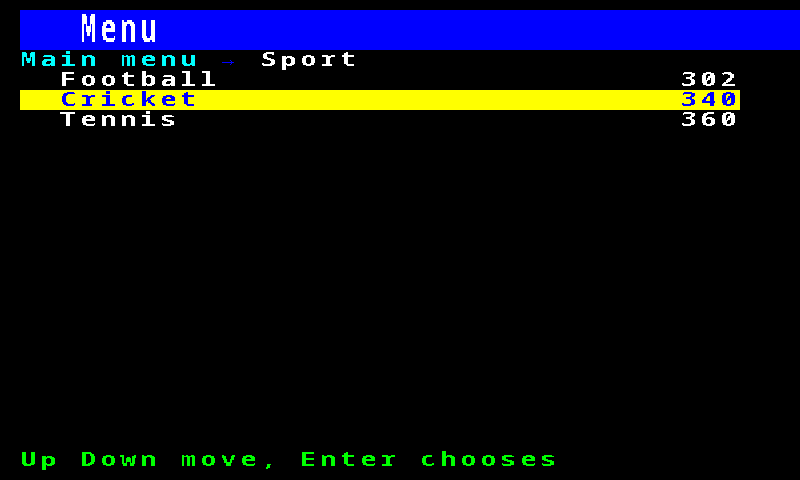 Menu
Main menu → Sport
Football 302
Cricket 340
Tennis 360
Up Down move, Enter chooses